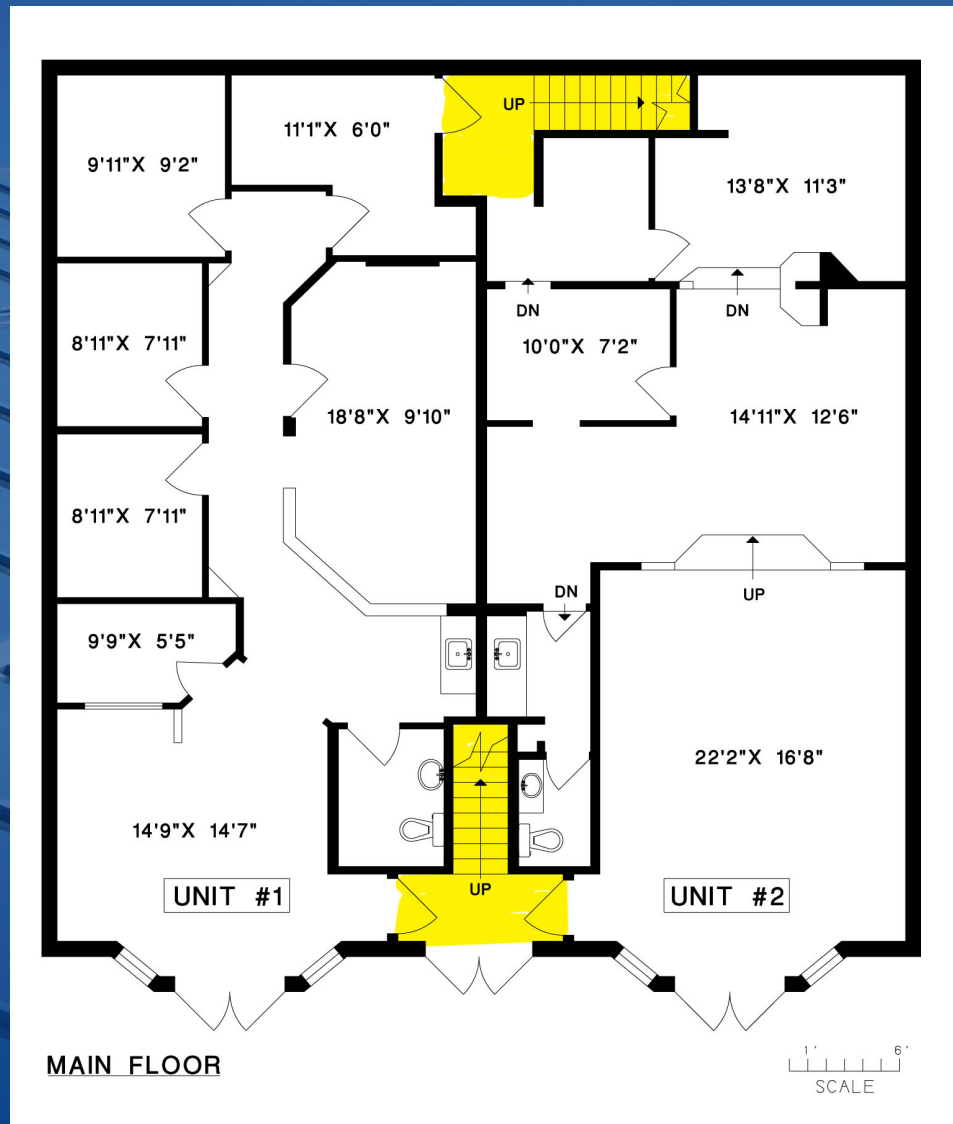 UP
11'1"X 6'0"
9'11"X 9'2"
13'8"X 11'3"
DN
DN
8'11"X 7'11"
10'0"X 7'2"
18'8"X 9'10"
14'11"X 12'6"
8'11"X 7'11"
DN
UP
9'9"X 5'5"
22'2"X 16'8"
14'9"X 14'7"
UP
UNIT #1
UNIT #2
MAIN FLOOR
1' 6'
SCALE